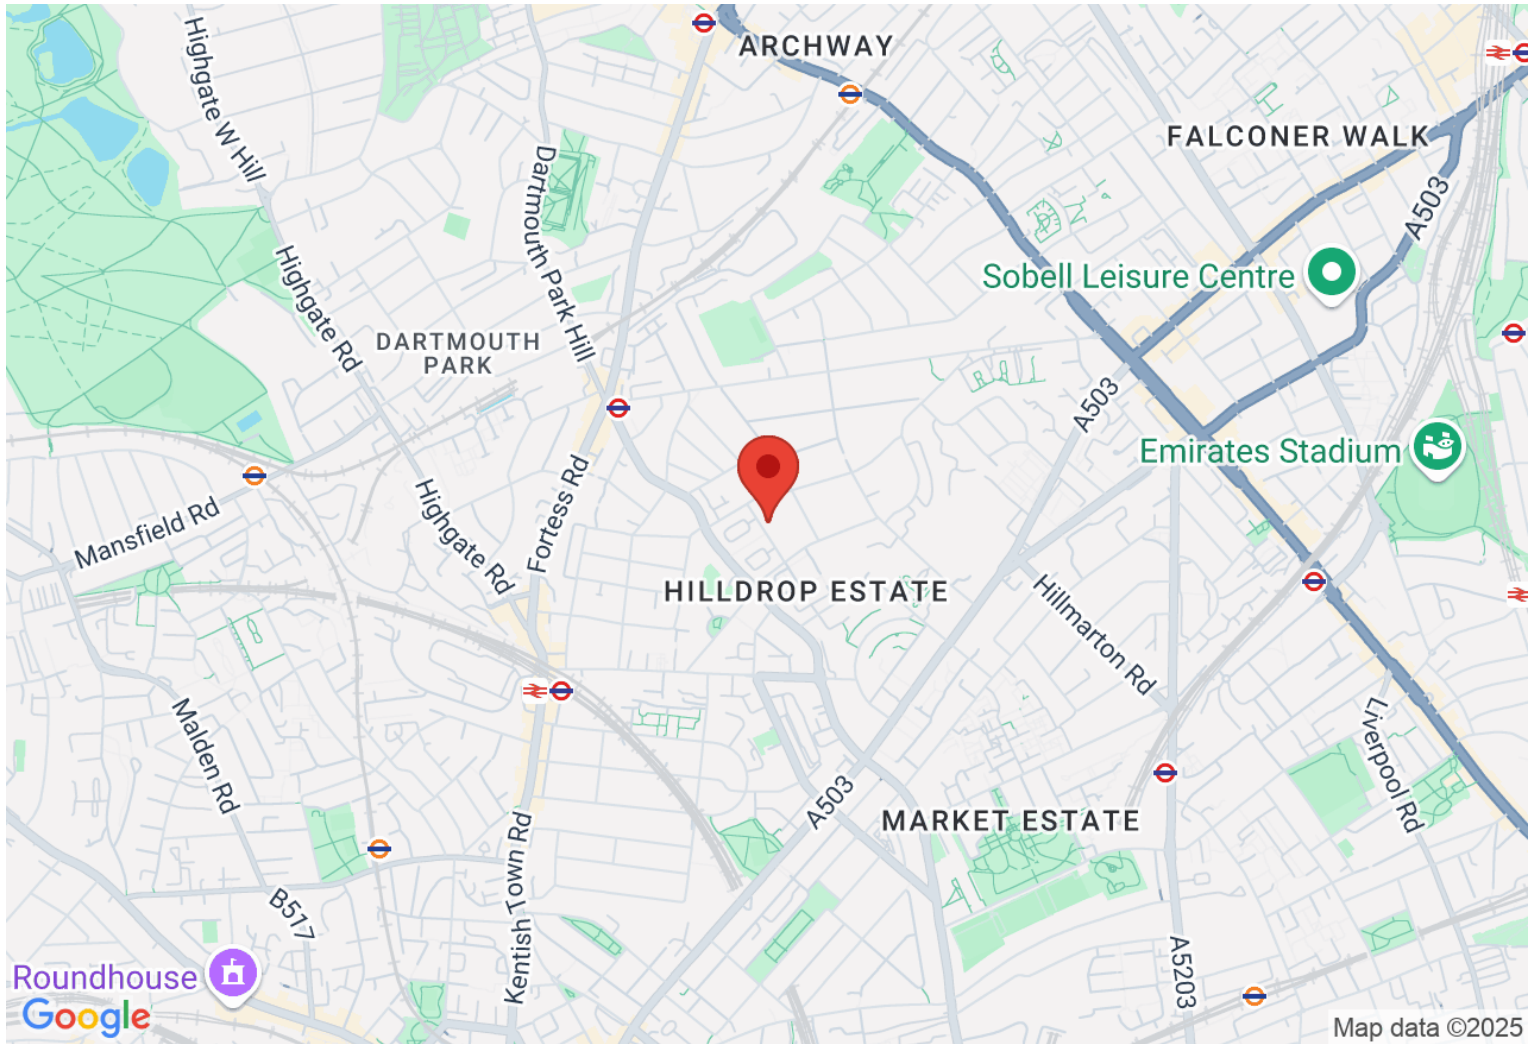 ARCHWAY
Highgate W Hill
FALCONER WALK
Dartmouth Park Hill
A503
Highgate Rd
Sobell Leisure Centre
DARTMOUTH
PARK
A503
Emirates Stadium
Fortess Rd
Highgate Rd
Mansfield Rd
HILLDROP ESTATE
Hillmarton Rd
Malden Rd
Liverpool Rd
A503
MARKET ESTATE
Kentish Town Rd
B517
A5203
Roundhouse
Google
Map data ©2025